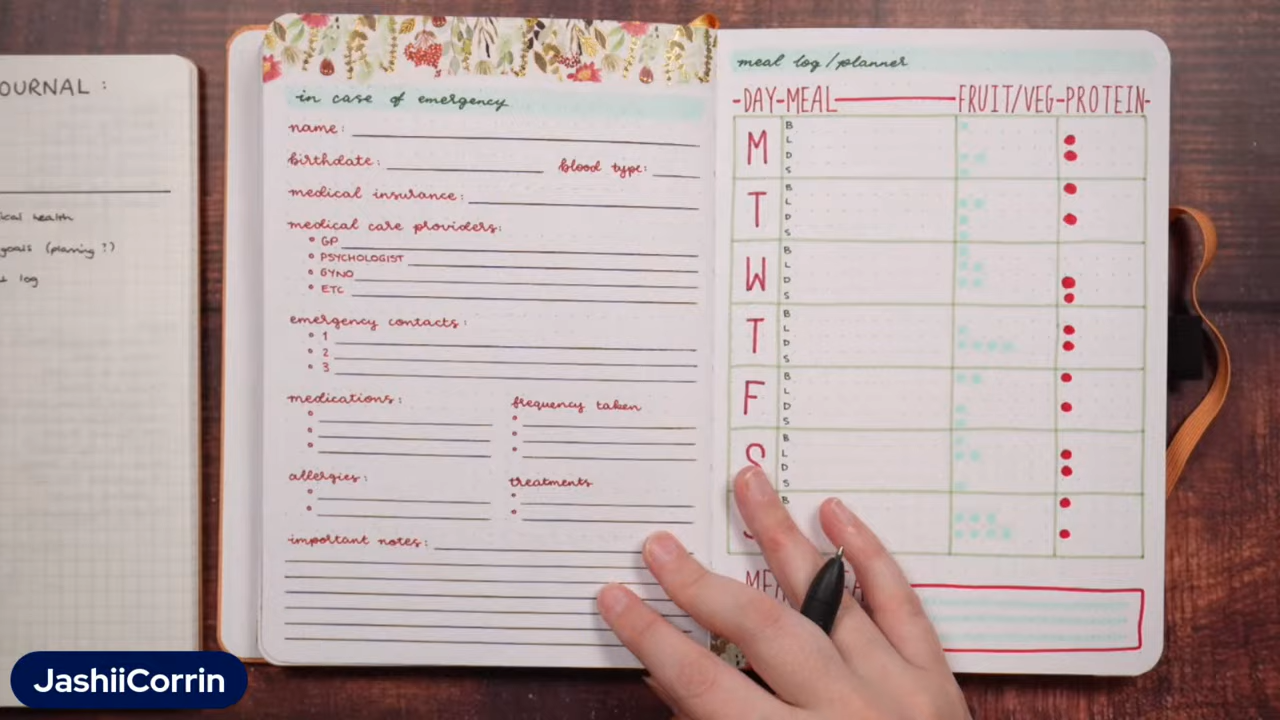 OURNAL :
ical health
goals (planning ?)
log
in case of emergency
name:
birthdate: blood type:
medical insurance:
medical care providers:
GP
PSYCHOLOGIST
GYNO
ETC
emergency contacts:
1
2
3
medications: frequency taken
allergies: treatments
important notes:
meal log/planner
-DAY-MEAL FRUIT/VEG-PROTEIN-
M B
L
D
S
T B
L
D
S
W B
L
D
S
T B
L
D
S
F B
L
D
S
S B
L
D
S
S B
JashiiCorrin